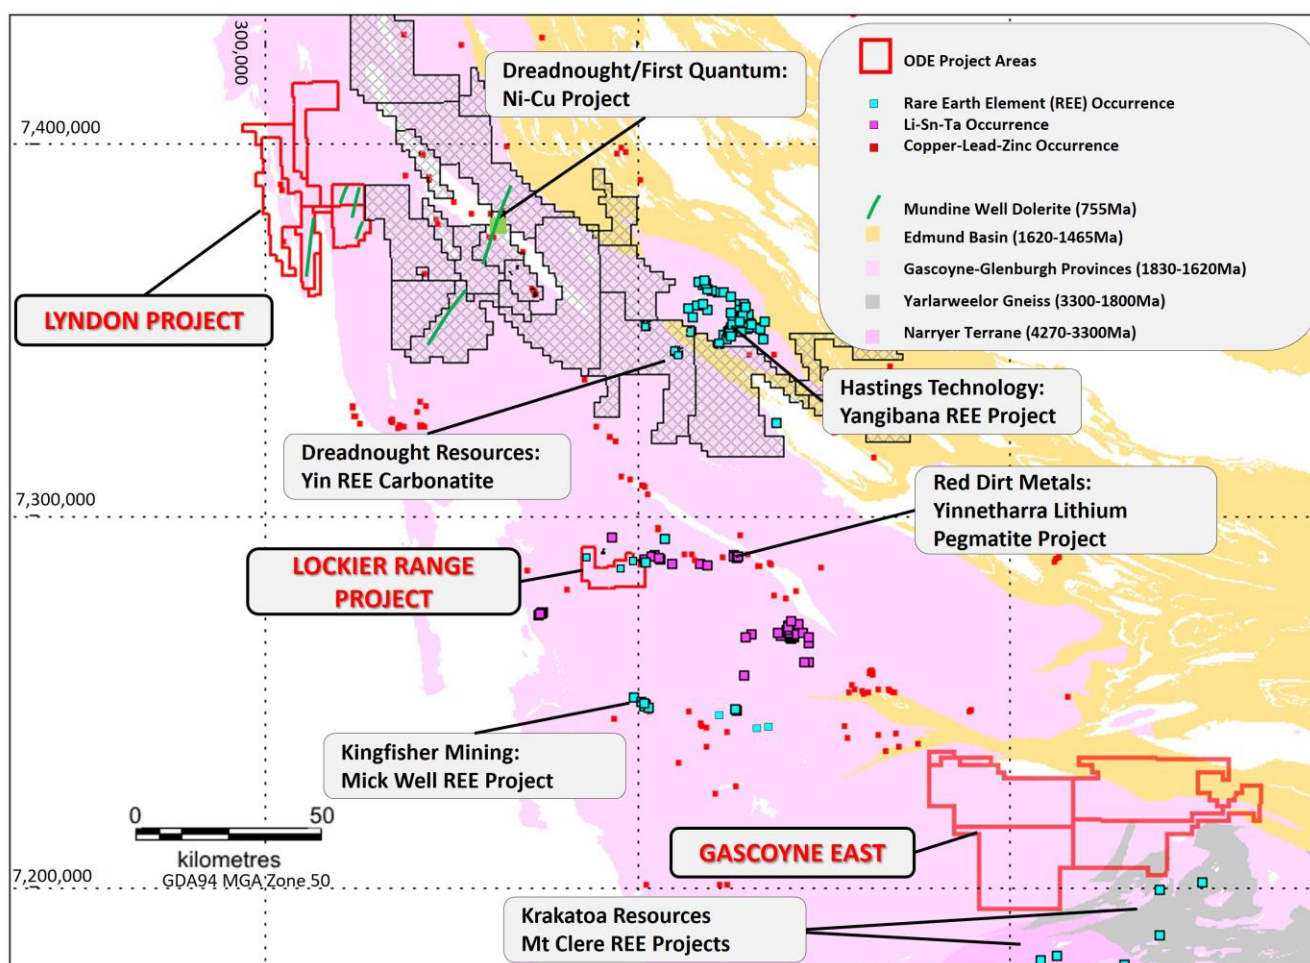 300,000
7,400,000
Dreadnought/First Quantum:
Ni-Cu Project
ODE Project Areas
Rare Earth Element (REE) Occurrence
Li-Sn-Ta Occurrence
Copper-Lead-Zinc Occurrence
Mundine Well Dolerite (755Ma)
Edmund Basin (1620-1465Ma)
Gascoyne-Glenburgh Provinces (1830-1620Ma)
Yarlarweelor Gneiss (3300-1800Ma)
Narryer Terrane (4270-3300Ma)
LYNDON PROJECT
Hastings Technology:
Yangibana REE Project
Dreadnought Resources:
Yin REE Carbonatite
7,300,000
Red Dirt Metals:
Yinnetharra Lithium
Pegmatite Project
LOCKIER RANGE
PROJECT
Kingfisher Mining:
Mick Well REE Project
0 50
kilometres
GDA94 MGA Zone 50
GASCOYNE EAST
7,200,000
Krakatoa Resources
Mt Clere REE Projects